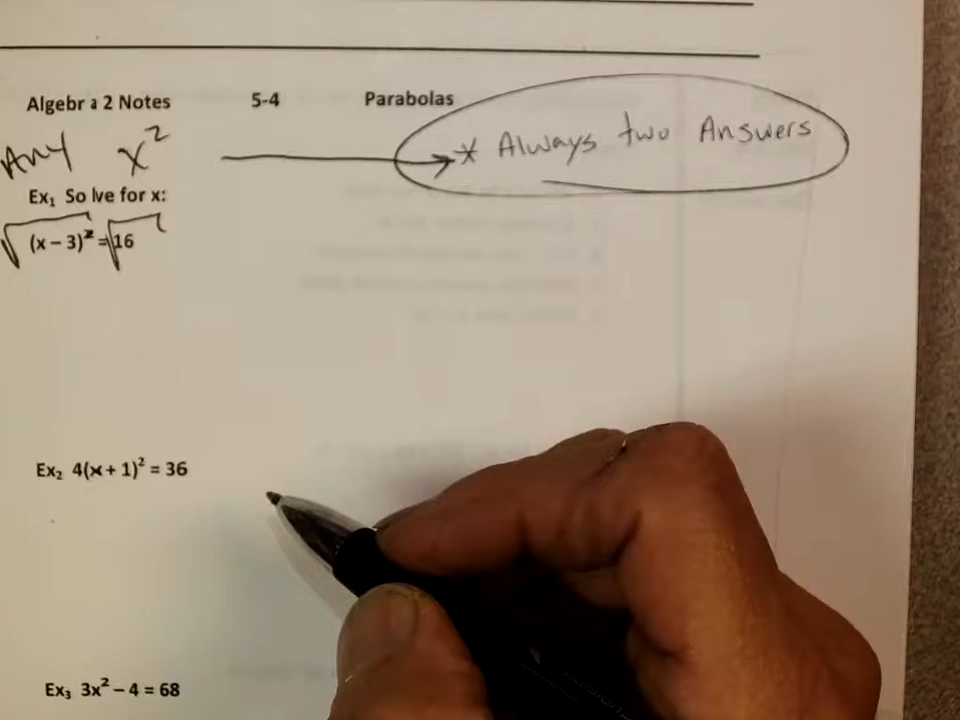 Algebra 2 Notes 5-4 Parabolas
Any x² → * Always two Answers
Ex₁ Solve for x:
√(x – 3)² = √16
Ex₂ 4(x + 1)² = 36
Ex₃ 3x² – 4 = 68